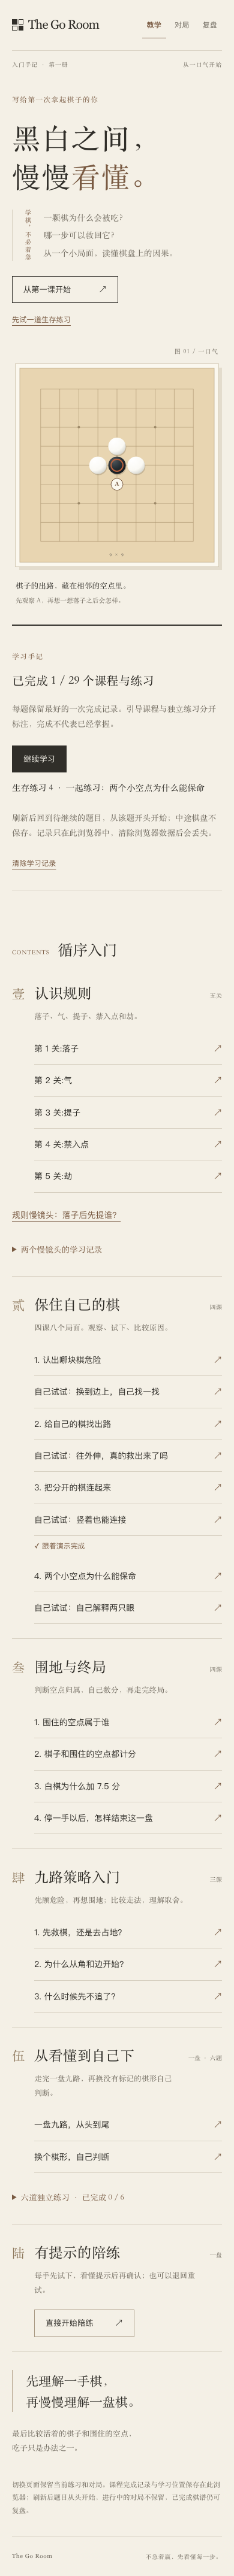 The Go Room
教学 对局 复盘
入门手记 · 第一册
从一口气开始
写给第一次拿起棋子的你
黑白之间，
慢慢看懂。
学棋，不必着急
一颗棋为什么会被吃？
哪一步可以救回它？
从一个小局面，读懂棋盘上的因果。
从第一课开始 ↗
先试一道生存练习
图 01 / 一口气
A
棋子的出路，藏在相邻的空点里。
先观察 A，再想一想落子之后会怎样。
学习手记
已完成 1 / 29 个课程与练习
每题保留最好的一次完成记录。引导课程与独立练习分开
标注，完成不代表已经掌握。
继续学习
生存练习 4 · 一起练习：两个小空点为什么能保命
刷新后回到待继续的题目，从该题开头开始；中途棋盘不
保存。记录只在此浏览器中，清除浏览器数据后会丢失。
清除学习记录
CONTENTS 循序入门
壹 认识规则 五关
落子、气、提子、禁入点和劫。
第 1 关:落子 ↗
第 2 关:气 ↗
第 3 关:提子 ↗
第 4 关:禁入点 ↗
第 5 关:劫 ↗
规则慢镜头：落子后先提谁？
▶ 两个慢镜头的学习记录
贰 保住自己的棋 四课
四课八个局面。观察、试下、比较原因。
1. 认出哪块棋危险 ↗
自己试试：换到边上，自己找一找 ↗
2. 给自己的棋找出路 ↗
自己试试：往外伸，真的救出来了吗 ↗
3. 把分开的棋连起来 ↗
自己试试：竖着也能连接 ↗
✓ 跟着演示完成
4. 两个小空点为什么能保命 ↗
自己试试：自己解释两只眼 ↗
叁 围地与终局 四课
判断空点归属，自己数分，再走完终局。
1. 围住的空点属于谁 ↗
2. 棋子和围住的空点都计分 ↗
3. 白棋为什么加 7.5 分 ↗
4. 停一手以后，怎样结束这一盘 ↗
肆 九路策略入门 三课
先顾危险，再想围地；比较走法，理解取舍。
1. 先救棋，还是去占地？ ↗
2. 为什么从角和边开始？ ↗
3. 什么时候先不追了？ ↗
伍 从看懂到自己下 一盘 · 六题
走完一盘九路，再换没有标记的棋形自己
判断。
一盘九路，从头到尾 ↗
换个棋形，自己判断 ↗
▶ 六道独立练习 · 已完成 0 / 6
陆 有提示的陪练 一盘
每手先试下，看懂提示后再确认；也可以退回重
试。
直接开始陪练 ↗
先理解一手棋，
再慢慢理解一盘棋。
最后比较活着的棋子和围住的空点，
吃子只是办法之一。
切换页面保留当前练习和对局。课程完成记录与学习位置保存在此浏
览器；刷新后题目从头开始，进行中的对局不保留，已完成棋谱仍可
复盘。
The Go Room
不急着赢，先看懂每一步。